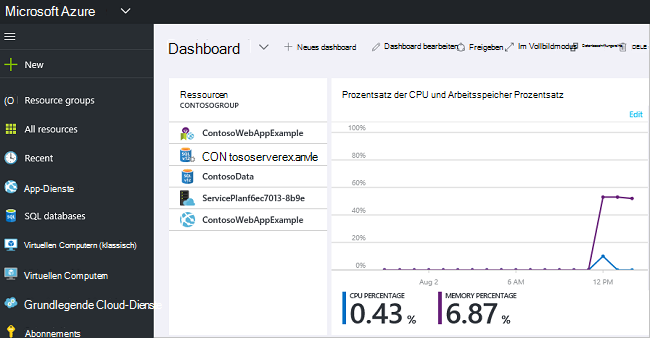 Microsoft Azure
New
Resource groups
All resources
Recent
App-Dienste
SQL databases
Virtuellen Computern (klassisch)
Virtuellen Computern
Grundlegende Cloud-Dienste
Abonnements
Dashboard
Neues dashboard
Dashboard bearbeiten
Freigeben
Im Vollbildmodus
Ressourcen
CONTOSOGROUP
ContosoWebAppExample
CON tososerverex.anvle
ContosoData
ServicePlanf6ec7013-8b9e
ContosoWebAppExample
Prozentsatz der CPU und Arbeitsspeicher Prozentsatz
Edit
100%
80%
60%
40%
20%
0%
Aug 2
6 AM
12 PM
CPU PERCENTAGE
0.43 %
MEMORY PERCENTAGE
6.87 %